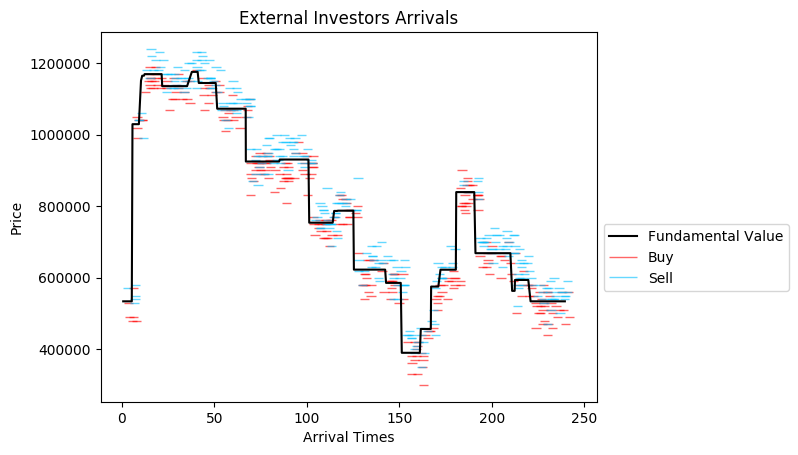 External Investors Arrivals
Price
1200000
1000000
800000
600000
400000
0 50 100 150 200 250
Arrival Times
Fundamental Value
Buy
Sell